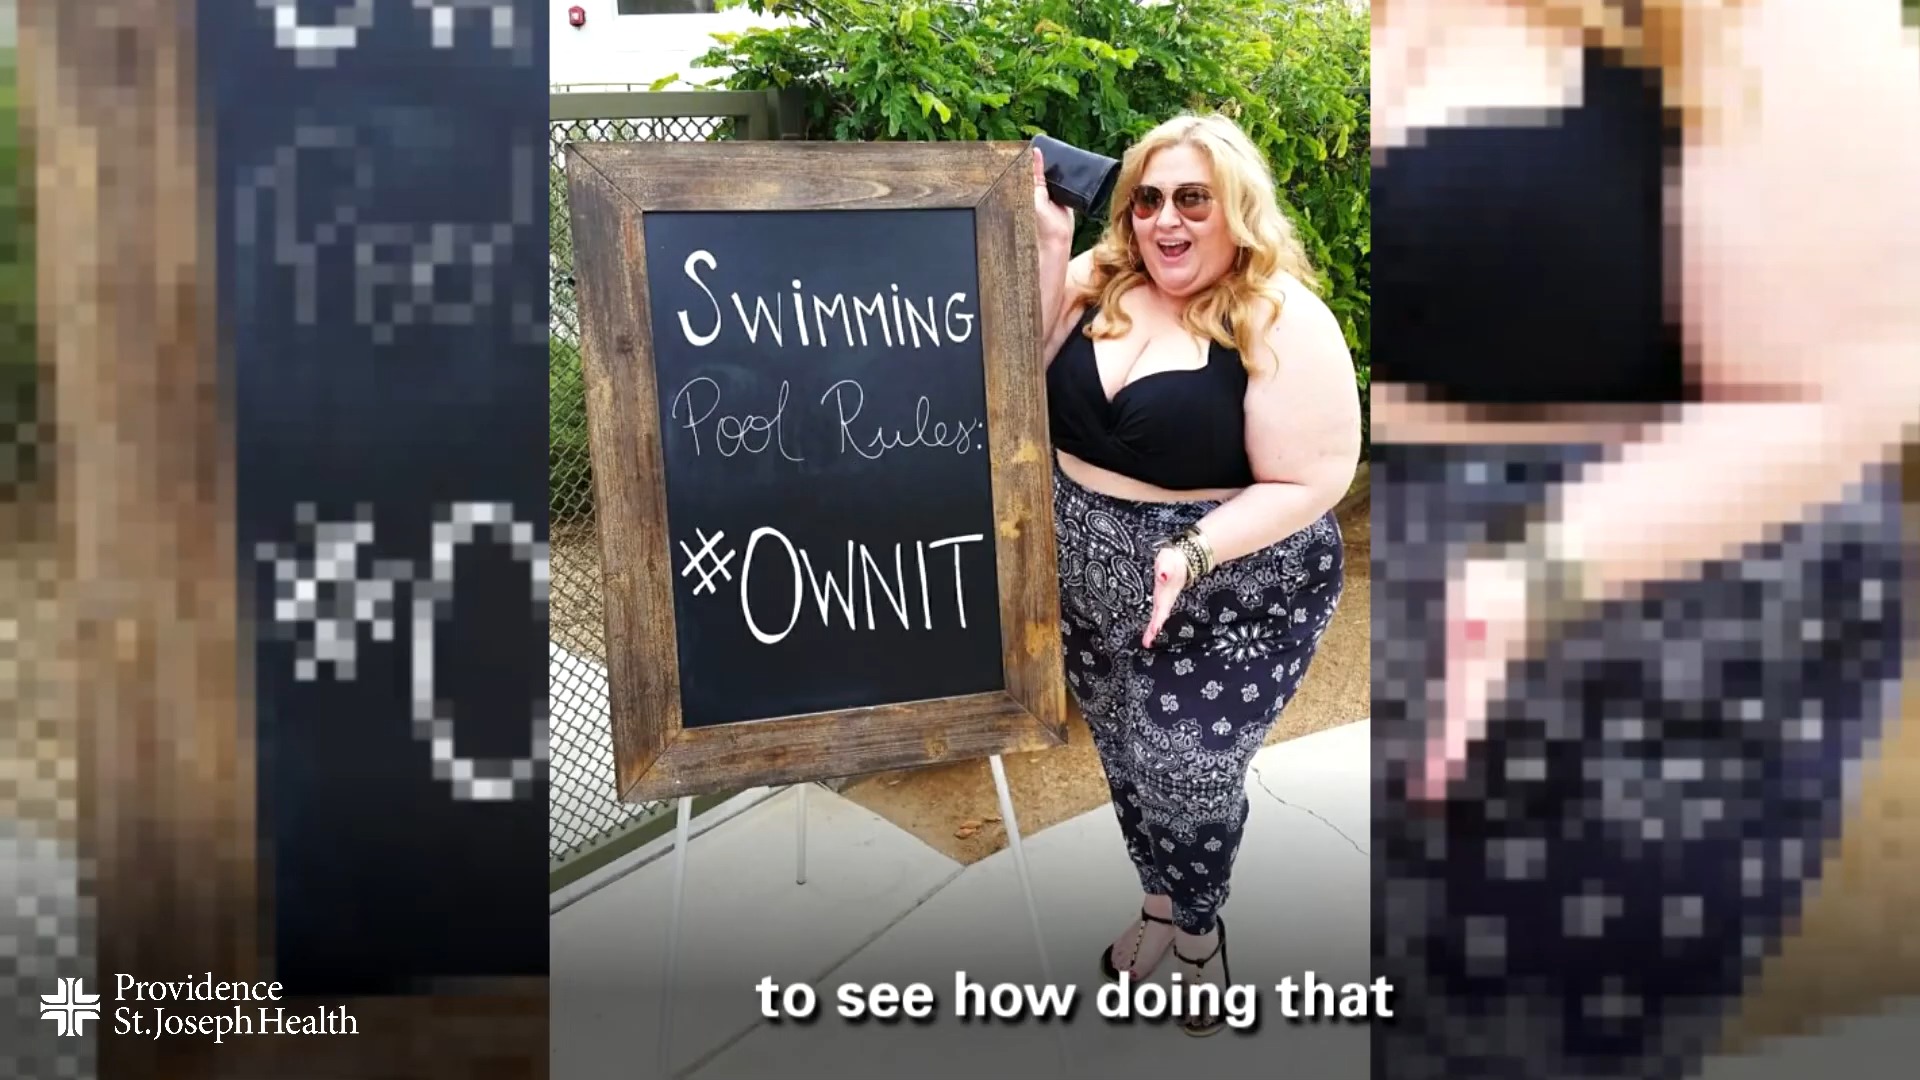 Swimming
Pool Rules:
#OWNIT
to see how doing that
Providence
St. Joseph Health